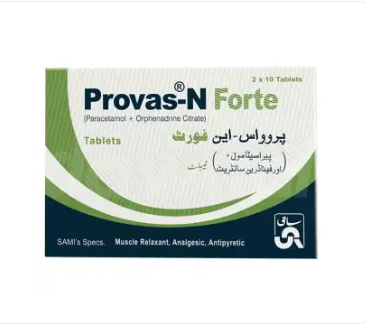 2 x 10 Tablets
Provas-N® Forte
(Paracetamol + Orphenadrine Citrate)
Tablets
پروواس-این فورٹ
(پیراسیٹامول +
اورفیناڈرین سائٹریٹ) ٹیبلٹ
سامی
SAMI's Specs. Muscle Relaxant, Analgesic, Antipyretic